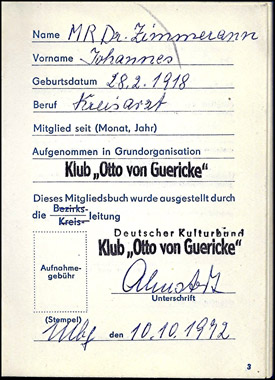 Name MR Dr. Zimmermann
Vorname Johannes
Geburtsdatum 28.2.1918
Beruf Kreisarzt
Mitglied seit (Monat, Jahr)
Aufgenommen in Grundorganisation
Klub „Otto von Guericke“
Dieses Mitgliedsbuch wurde ausgestellt durch
die Bezirks-
Kreis- leitung
Deutscher Kulturbund
Klub „Otto von Guericke“
Aufnahme-
gebühr
Unterschrift
(Stempel)
Mbg den 10.10.1972
3